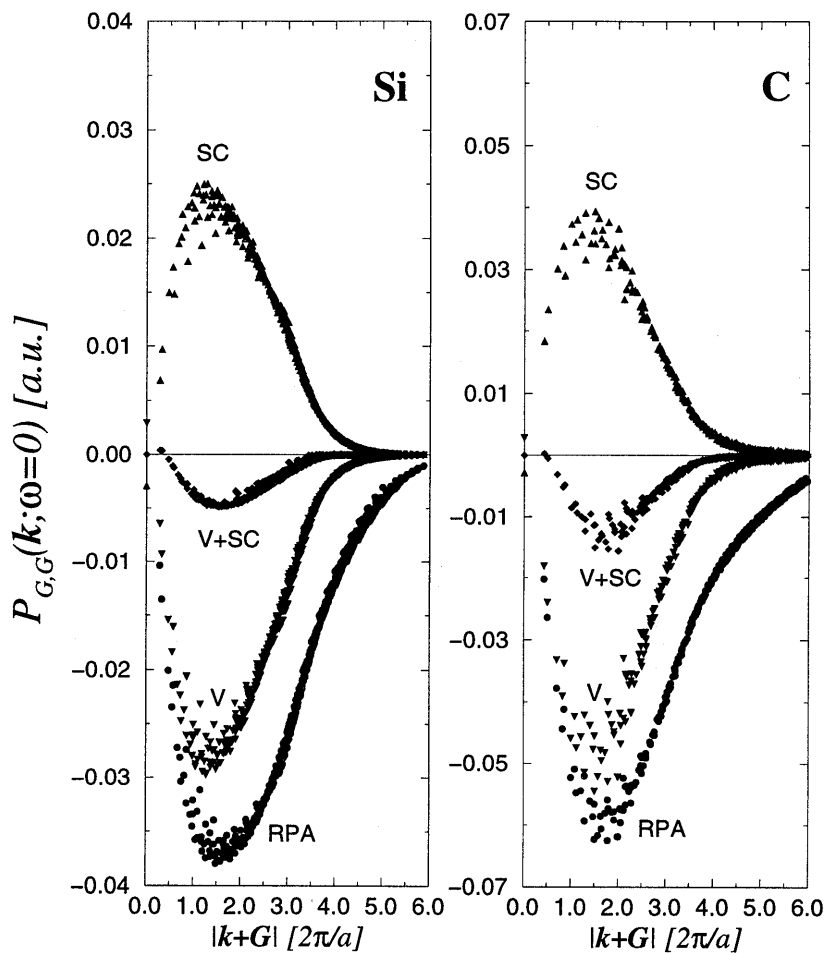 P_{G,G}(k;ω=0) [a.u.]
Si
0.04
0.03
0.02
0.01
0.00
−0.01
−0.02
−0.03
−0.04
SC
V+SC
V
RPA
0.0 1.0 2.0 3.0 4.0 5.0 6.0
|k+G| [2π/a]
C
0.07
0.05
0.03
0.01
−0.01
−0.03
−0.05
−0.07
SC
V+SC
V
RPA
0.0 1.0 2.0 3.0 4.0 5.0 6.0
|k+G| [2π/a]